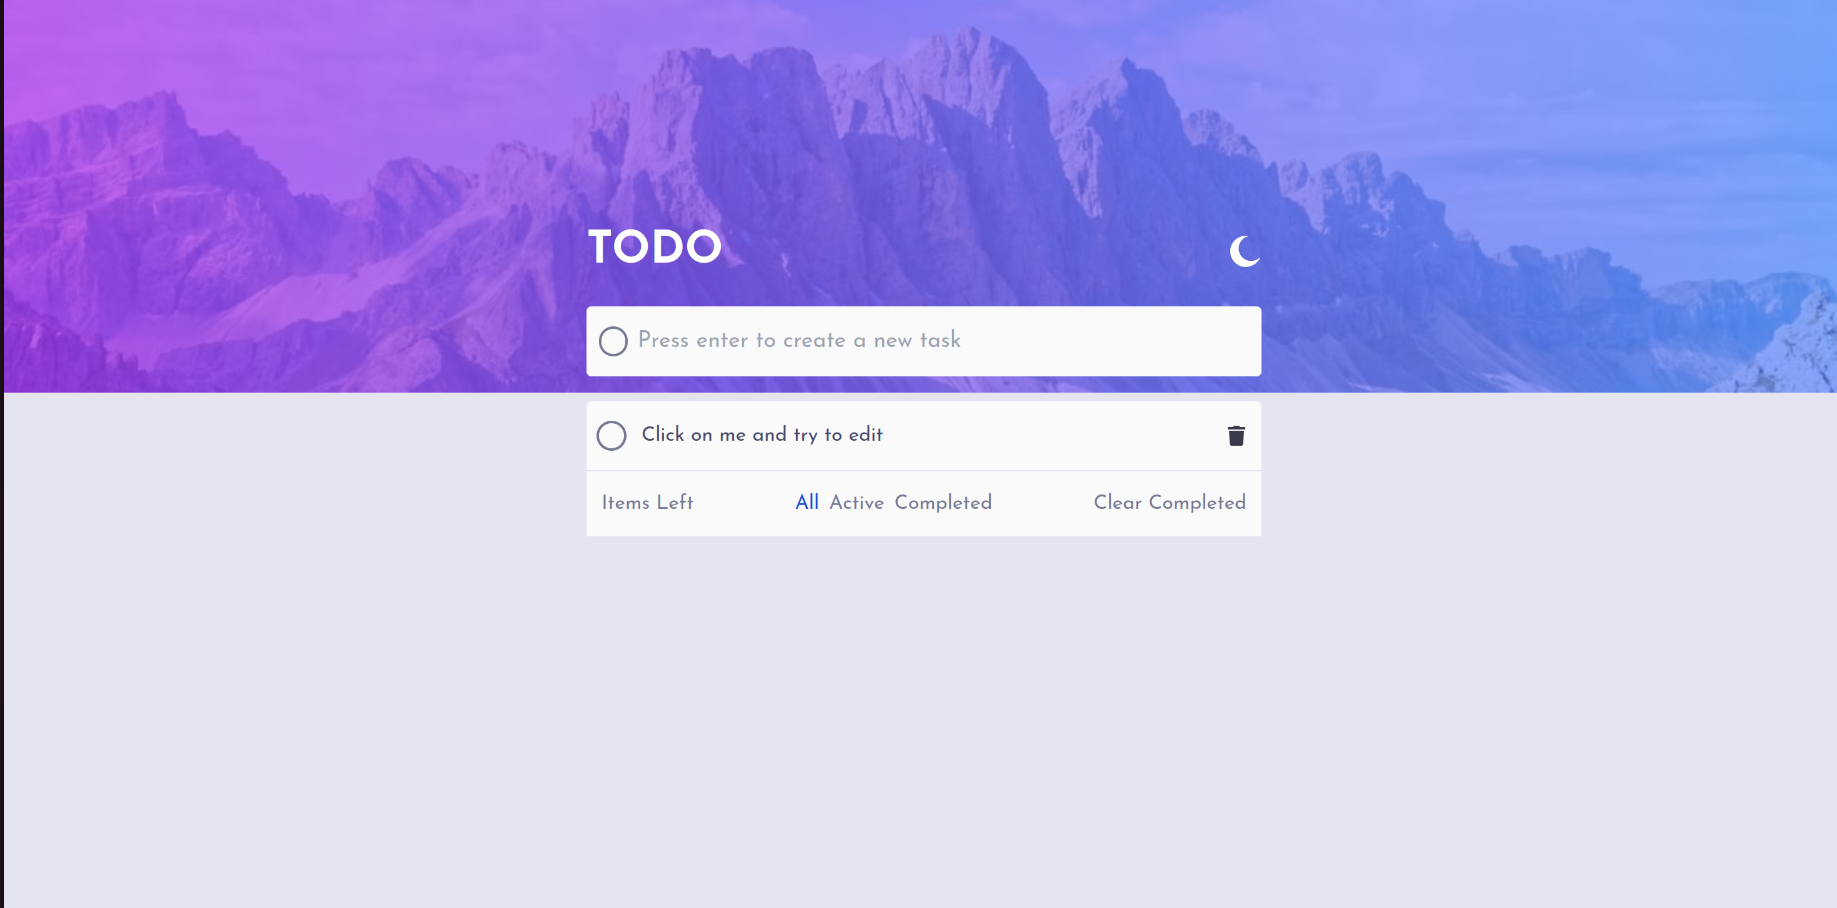 TODO
Press enter to create a new task
Click on me and try to edit
Items Left All Active Completed Clear Completed